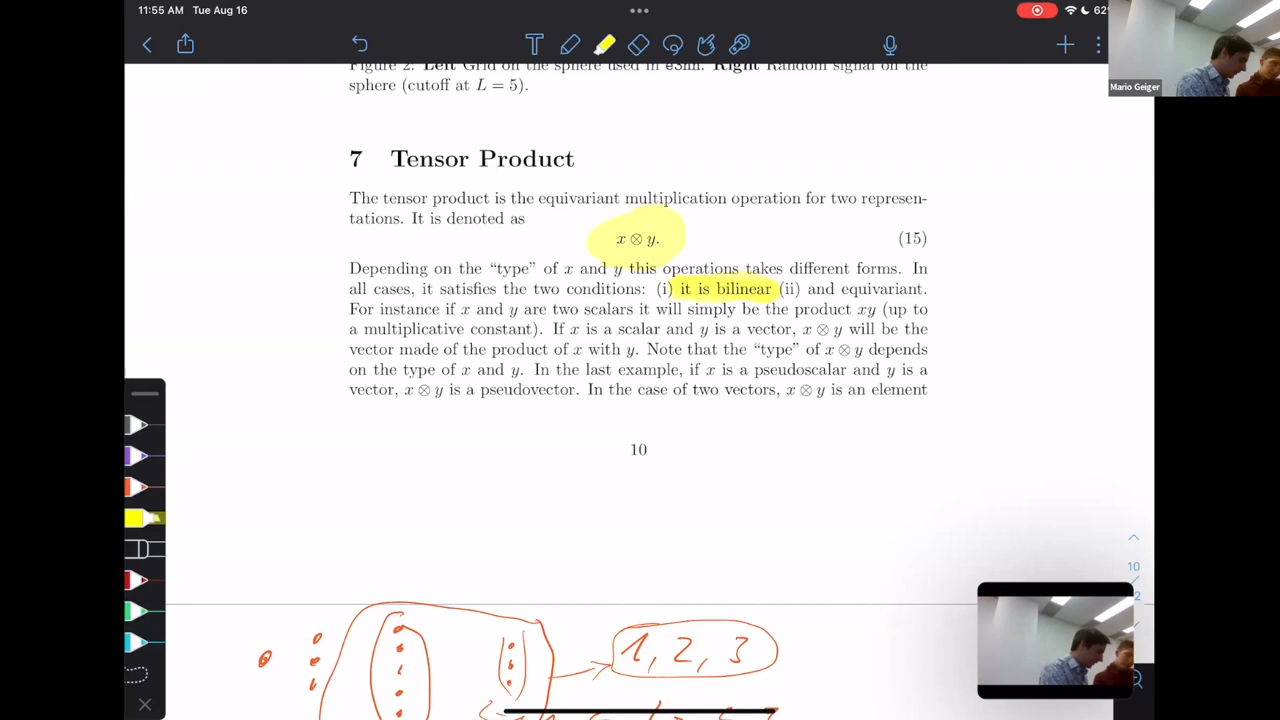 11:55 AM Tue Aug 16
62
Mario Geiger
Figure 2: Left Grid on the sphere used in e3nn. Right Random signal on the
sphere (cutoff at L = 5).
7 Tensor Product
The tensor product is the equivariant multiplication operation for two represen-
tations. It is denoted as
x ⊗ y. (15)
Depending on the “type” of x and y this operations takes different forms. In
all cases, it satisfies the two conditions: (i) it is bilinear (ii) and equivariant.
For instance if x and y are two scalars it will simply be the product xy (up to
a multiplicative constant). If x is a scalar and y is a vector, x ⊗ y will be the
vector made of the product of x with y. Note that the “type” of x ⊗ y depends
on the type of x and y. In the last example, if x is a pseudoscalar and y is a
vector, x ⊗ y is a pseudovector. In the case of two vectors, x ⊗ y is an element
10
10
2
1, 2, 3